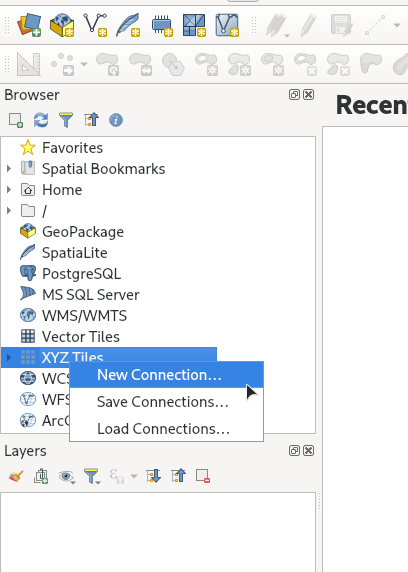 Browser
Recen
Favorites
Spatial Bookmarks
Home
/
GeoPackage
SpatiaLite
PostgreSQL
MS SQL Server
WMS/WMTS
Vector Tiles
XYZ Tiles
New Connection...
WCS
Save Connections...
WFS
Load Connections...
ArcG
Layers